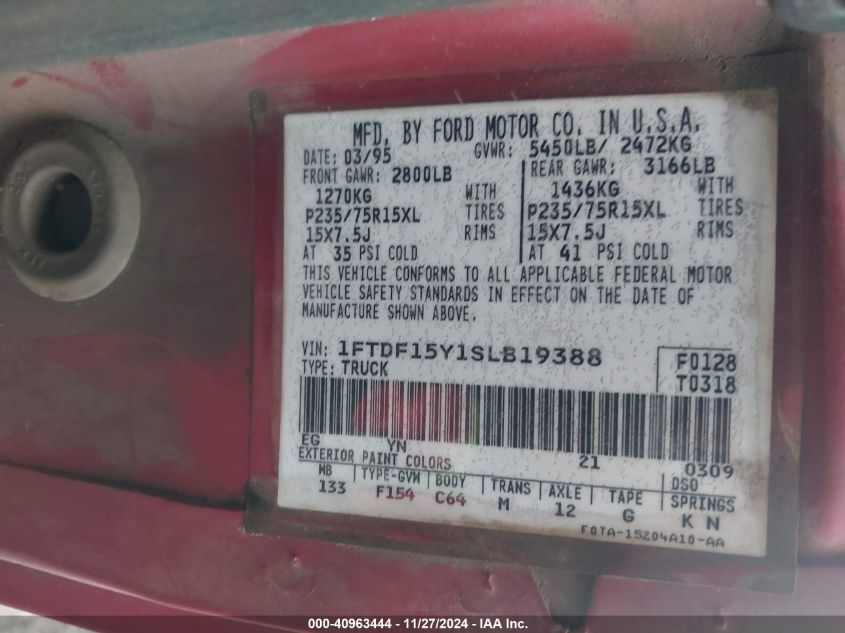 MFD. BY FORD MOTOR CO. IN U.S.A.
DATE: 03/95 GVWR: 5450LB/ 2472KG
FRONT GAWR: 2800LB REAR GAWR: 3166LB
1270KG WITH 1436KG WITH
P235/75R15XL TIRES P235/75R15XL TIRES
15X7.5J RIMS 15X7.5J RIMS
AT 35 PSI COLD AT 41 PSI COLD
THIS VEHICLE CONFORMS TO ALL APPLICABLE FEDERAL MOTOR
VEHICLE SAFETY STANDARDS IN EFFECT ON THE DATE OF
MANUFACTURE SHOWN ABOVE.
VIN: 1FTDF15Y1SLB19388 F0128
TYPE: TRUCK T0318
EG YN 21 0309
EXTERIOR PAINT COLORS DSO
WB TYPE-GVW BODY TRANS AXLE TAPE SPRINGS
133 F154 C64 M 12 G K N
F0TA-15204A10-AA
000-40963444 - 11/27/2024 - IAA Inc.